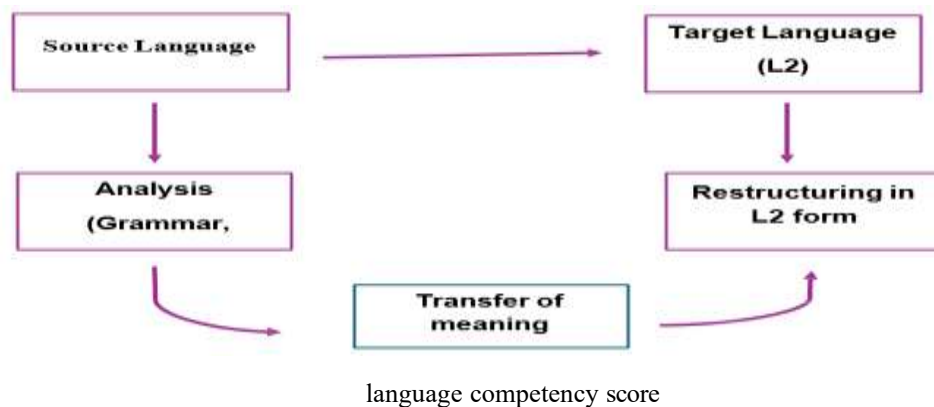 Source Language
Target Language
(L2)
Analysis
(Grammar,
Restructuring in
L2 form
Transfer of
meaning
language competency score